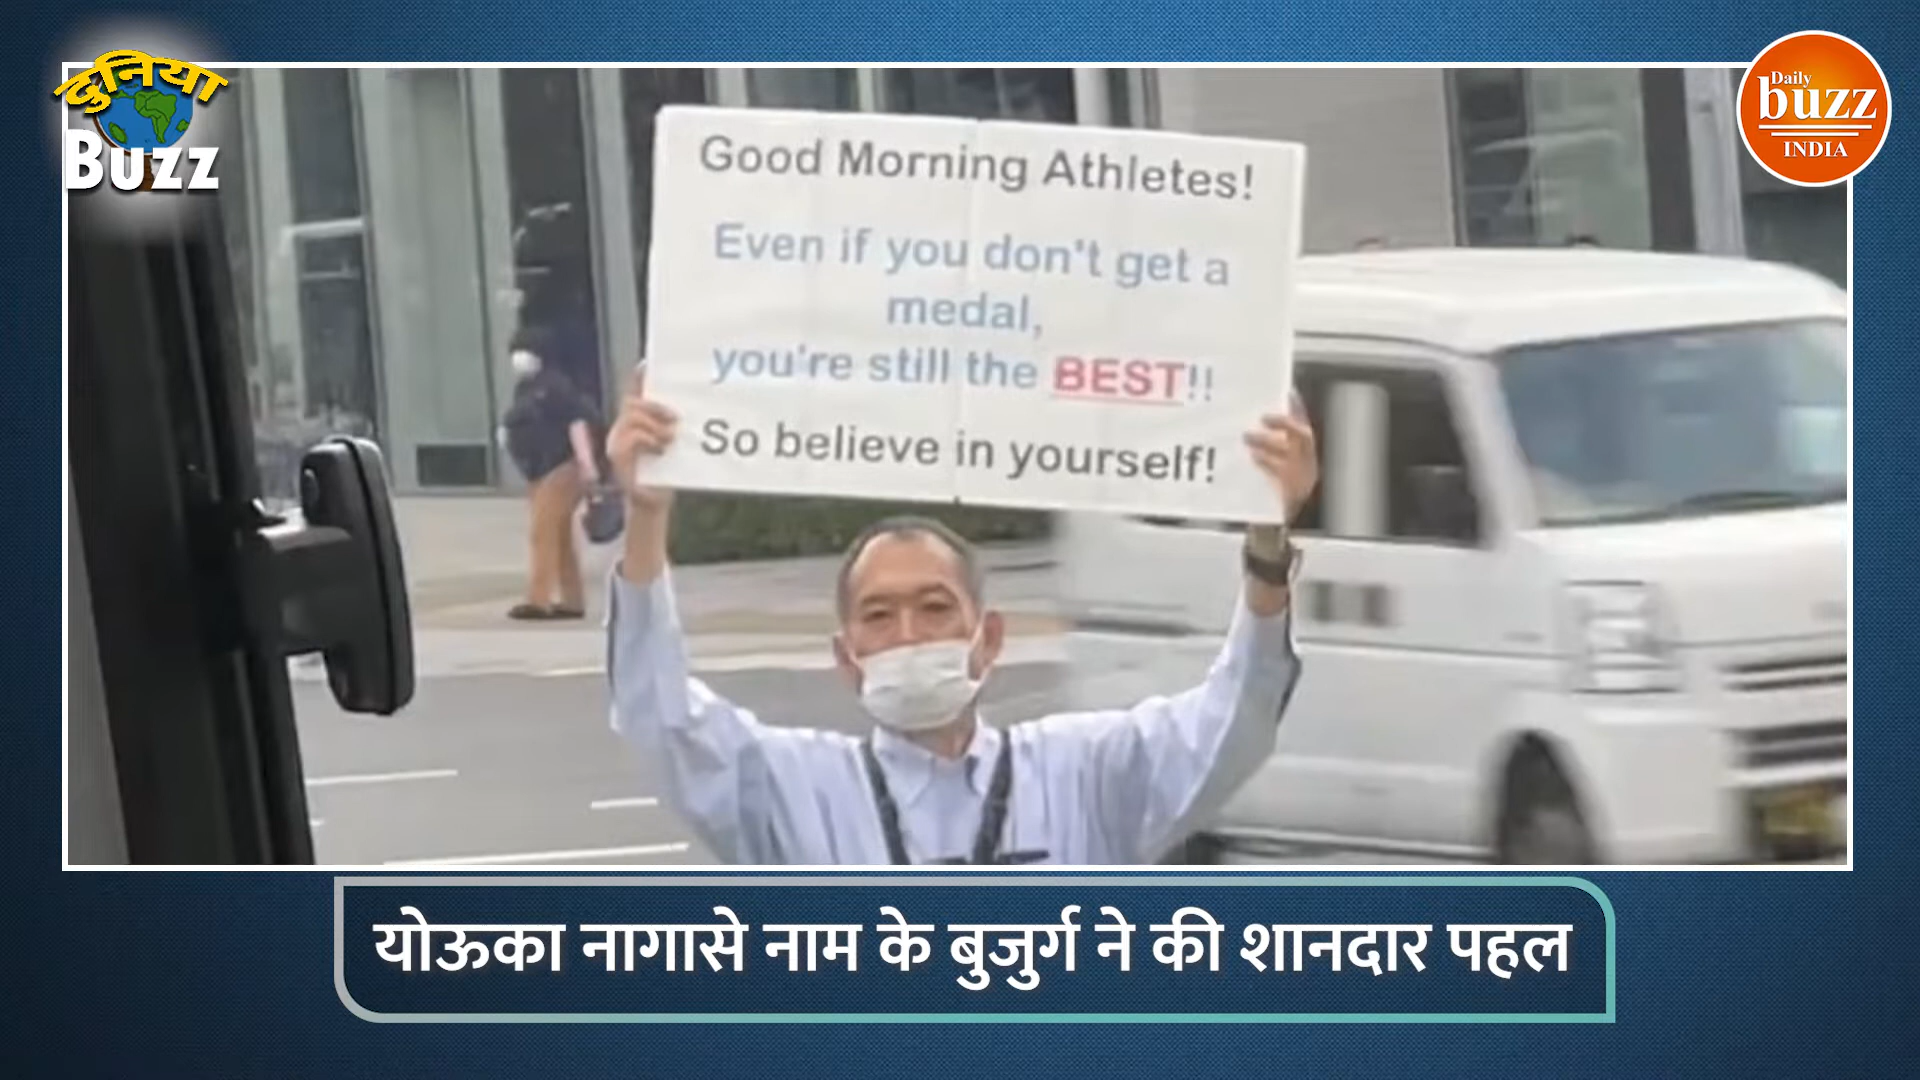 दुनिया
BUZZ
Daily
buzz
INDIA
Good Morning Athletes!
Even if you don't get a
medal,
you're still the BEST!!
So believe in yourself!
योऊका नागासे नाम के बुजुर्ग ने की शानदार पहल